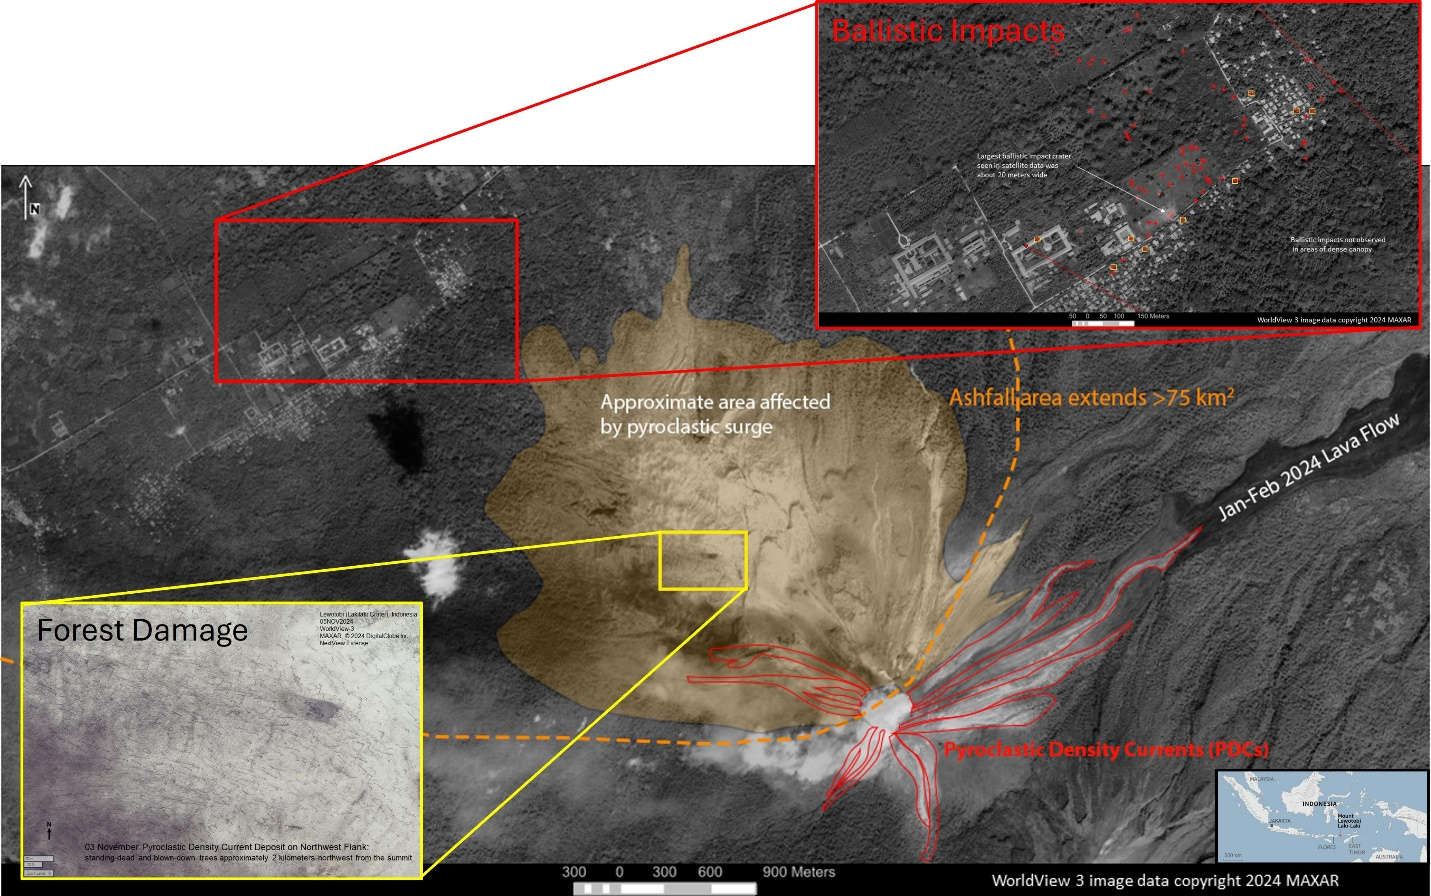 Ballistic Impacts
Largest ballistic impact crater
seen in satellite data was
about 20 meters wide
Ballistic impacts not observed
in areas of dense canopy
50 0 50 100 150 Meters
WorldView 3 image data copyright 2024 MAXAR
N
Approximate area affected
by pyroclastic surge
Ashfall area extends >75 km²
Jan-Feb 2024 Lava Flow
Forest Damage
Lewotobi (Lakilaki Crater), Indonesia
05NOV2024
WorldView-3
MAXAR, © 2024 DigitalGlobe Inc.
NextView License
N
03 November Pyroclastic Density Current Deposit on Northwest Flank:
standing-dead and blown-down trees approximately 2 kilometers northwest from the summit
Pyroclastic Density Currents (PDCs)
MALAYSIA
INDONESIA
JAKARTA
Mount
Lewotobi
Laki-Laki
FLORES
EAST
TIMOR
AUSTRALIA
300 0 300 600 900 Meters
WorldView 3 image data copyright 2024 MAXAR